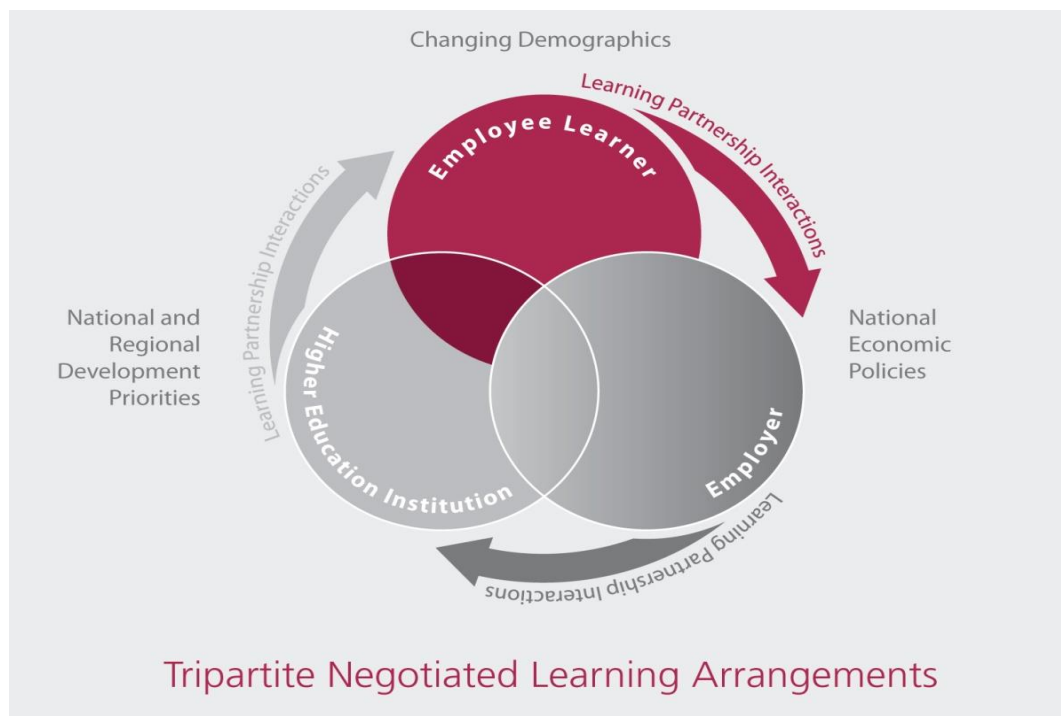 Changing Demographics
Learning Partnership Interactions
Employee Learner
Learning Partnership Interactions
National and
Regional
Development
Priorities
National
Economic
Policies
Higher Education Institution
Employer
Learning Partnership Interactions
Tripartite Negotiated Learning Arrangements